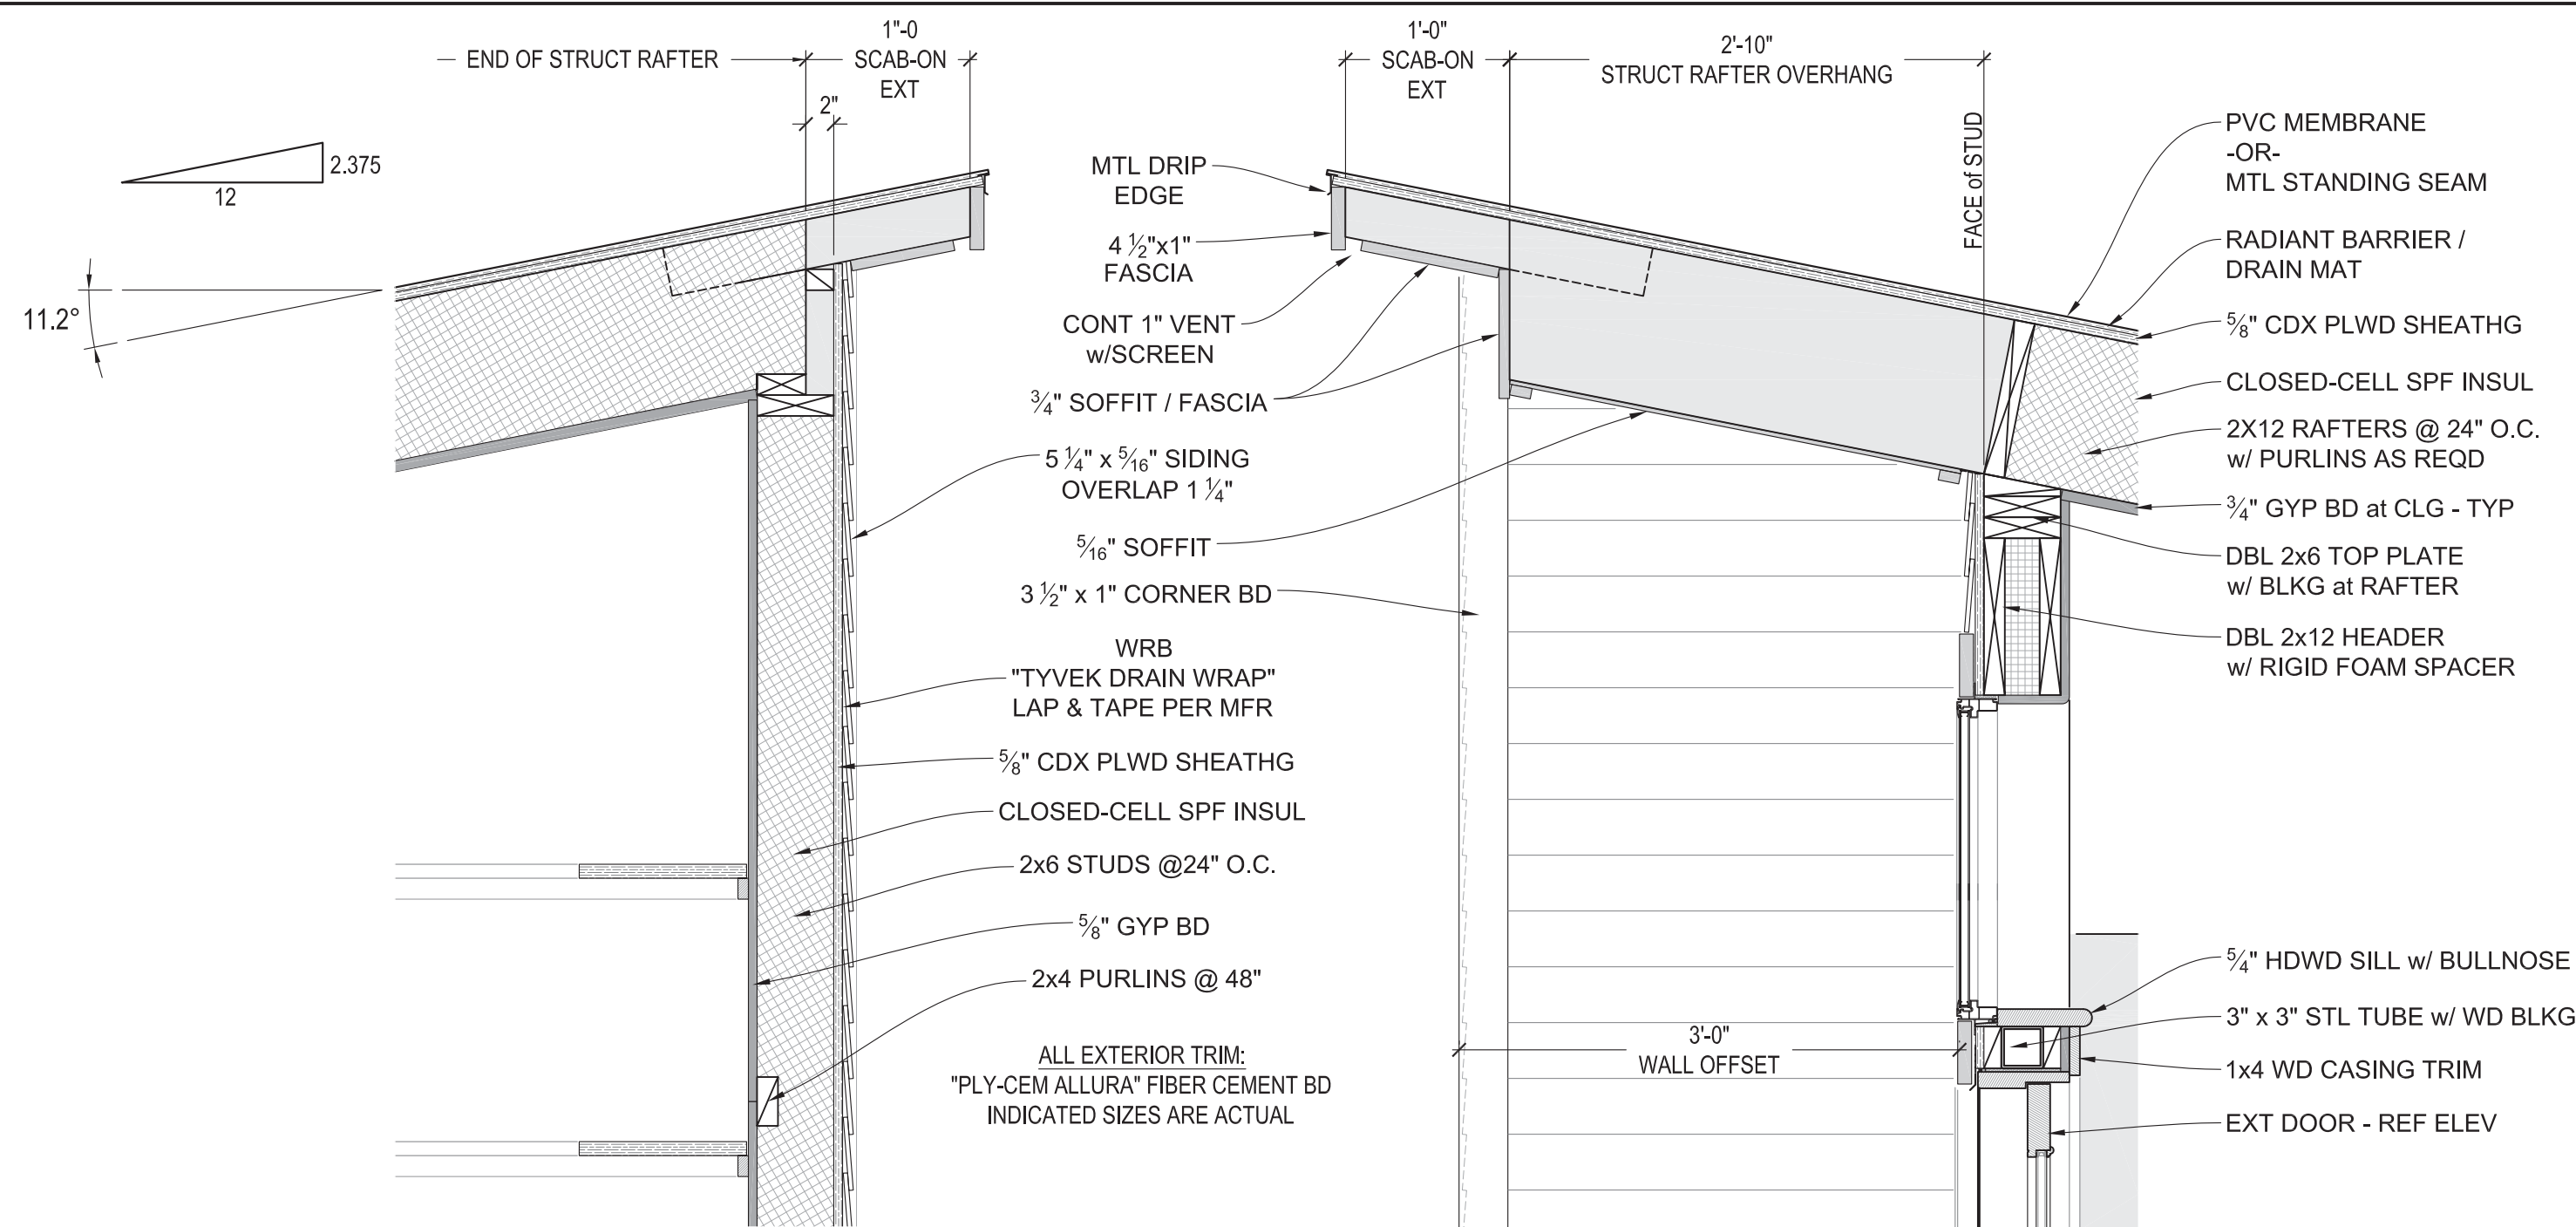 1"-0
END OF STRUCT RAFTER
SCAB-ON
EXT
2"
2.375
12
11.2°
1'-0"
SCAB-ON
EXT
2'-10"
STRUCT RAFTER OVERHANG
FACE of STUD
MTL DRIP
EDGE
4 ½"x1"
FASCIA
CONT 1" VENT
w/SCREEN
¾" SOFFIT / FASCIA
5 ¼" x 5⁄16" SIDING
OVERLAP 1 ¼"
5⁄16" SOFFIT
3 ½" x 1" CORNER BD
WRB
"TYVEK DRAIN WRAP"
LAP & TAPE PER MFR
⅝" CDX PLWD SHEATHG
CLOSED-CELL SPF INSUL
2x6 STUDS @24" O.C.
⅝" GYP BD
2x4 PURLINS @ 48"
ALL EXTERIOR TRIM:
"PLY-CEM ALLURA" FIBER CEMENT BD
INDICATED SIZES ARE ACTUAL
3'-0"
WALL OFFSET
PVC MEMBRANE
-OR-
MTL STANDING SEAM
RADIANT BARRIER /
DRAIN MAT
⅝" CDX PLWD SHEATHG
CLOSED-CELL SPF INSUL
2X12 RAFTERS @ 24" O.C.
w/ PURLINS AS REQD
¾" GYP BD at CLG - TYP
DBL 2x6 TOP PLATE
w/ BLKG at RAFTER
DBL 2x12 HEADER
w/ RIGID FOAM SPACER
5⁄4" HDWD SILL w/ BULLNOSE
3" x 3" STL TUBE w/ WD BLKG
1x4 WD CASING TRIM
EXT DOOR - REF ELEV